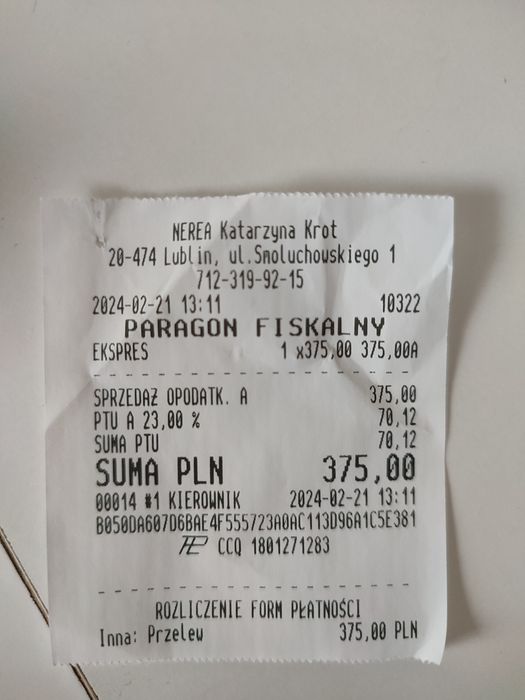 NEREA Katarzyna Krot
20-474 Lublin, ul.Smoluchowskiego 1
712-319-92-15
2024-02-21 13:11 10322
PARAGON FISKALNY
EKSPRES 1 x375,00 375,00A
SPRZEDAŻ OPODATK. A 375,00
PTU A 23,00 % 70,12
SUMA PTU 70,12
SUMA PLN 375,00
00014 #1 KIEROWNIK 2024-02-21 13:11
B050DA607D6BAE4F555723A0AC113D96A1C5E381
CCQ 1801271283
ROZLICZENIE FORM PŁATNOŚCI
Inna: Przelew 375,00 PLN